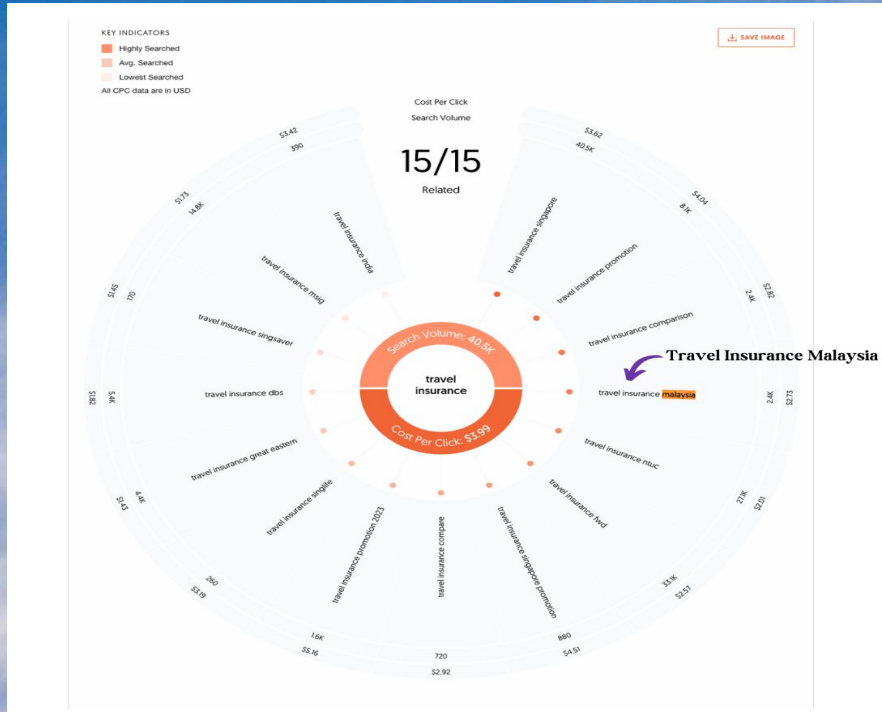 KEY INDICATORS
Highly Searched
Avg. Searched
Lowest Searched
All CPC data are in USD
SAVE IMAGE
Cost Per Click
Search Volume
15/15
Related
$3.62
40.5K
travel insurance singapore
$4.04
8.1K
travel insurance promotion
$2.82
2.4K
travel insurance comparison
Travel Insurance Malaysia
$2.73
2.4K
travel insurance malaysia
$2.01
27.1K
travel insurance ntuc
$2.57
33.1K
travel insurance fwd
$4.51
880
travel insurance singapore promotion
$2.92
720
travel insurance compare
$5.16
1.6K
travel insurance promotion 2023
$3.19
260
travel insurance singlife
$1.43
4.4K
travel insurance great eastern
$1.82
5.4K
travel insurance dbs
$1.45
170
travel insurance singsaver
$1.73
14.8K
travel insurance msig
$3.42
390
travel insurance india
Search Volume: 40.5K
travel
insurance
Cost Per Click: $3.99